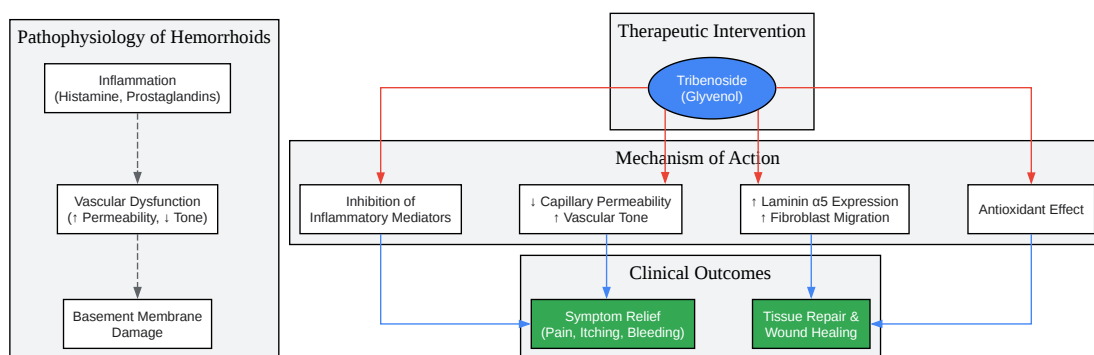 Pathophysiology of Hemorrhoids
Inflammation
(Histamine, Prostaglandins)
Vascular Dysfunction
(↑ Permeability, ↓ Tone)
Basement Membrane
Damage
Therapeutic Intervention
Tribenoside
(Glyvenol)
Mechanism of Action
Inhibition of
Inflammatory Mediators
↓ Capillary Permeability
↑ Vascular Tone
↑ Laminin α5 Expression
↑ Fibroblast Migration
Antioxidant Effect
Clinical Outcomes
Symptom Relief
(Pain, Itching, Bleeding)
Tissue Repair &
Wound Healing